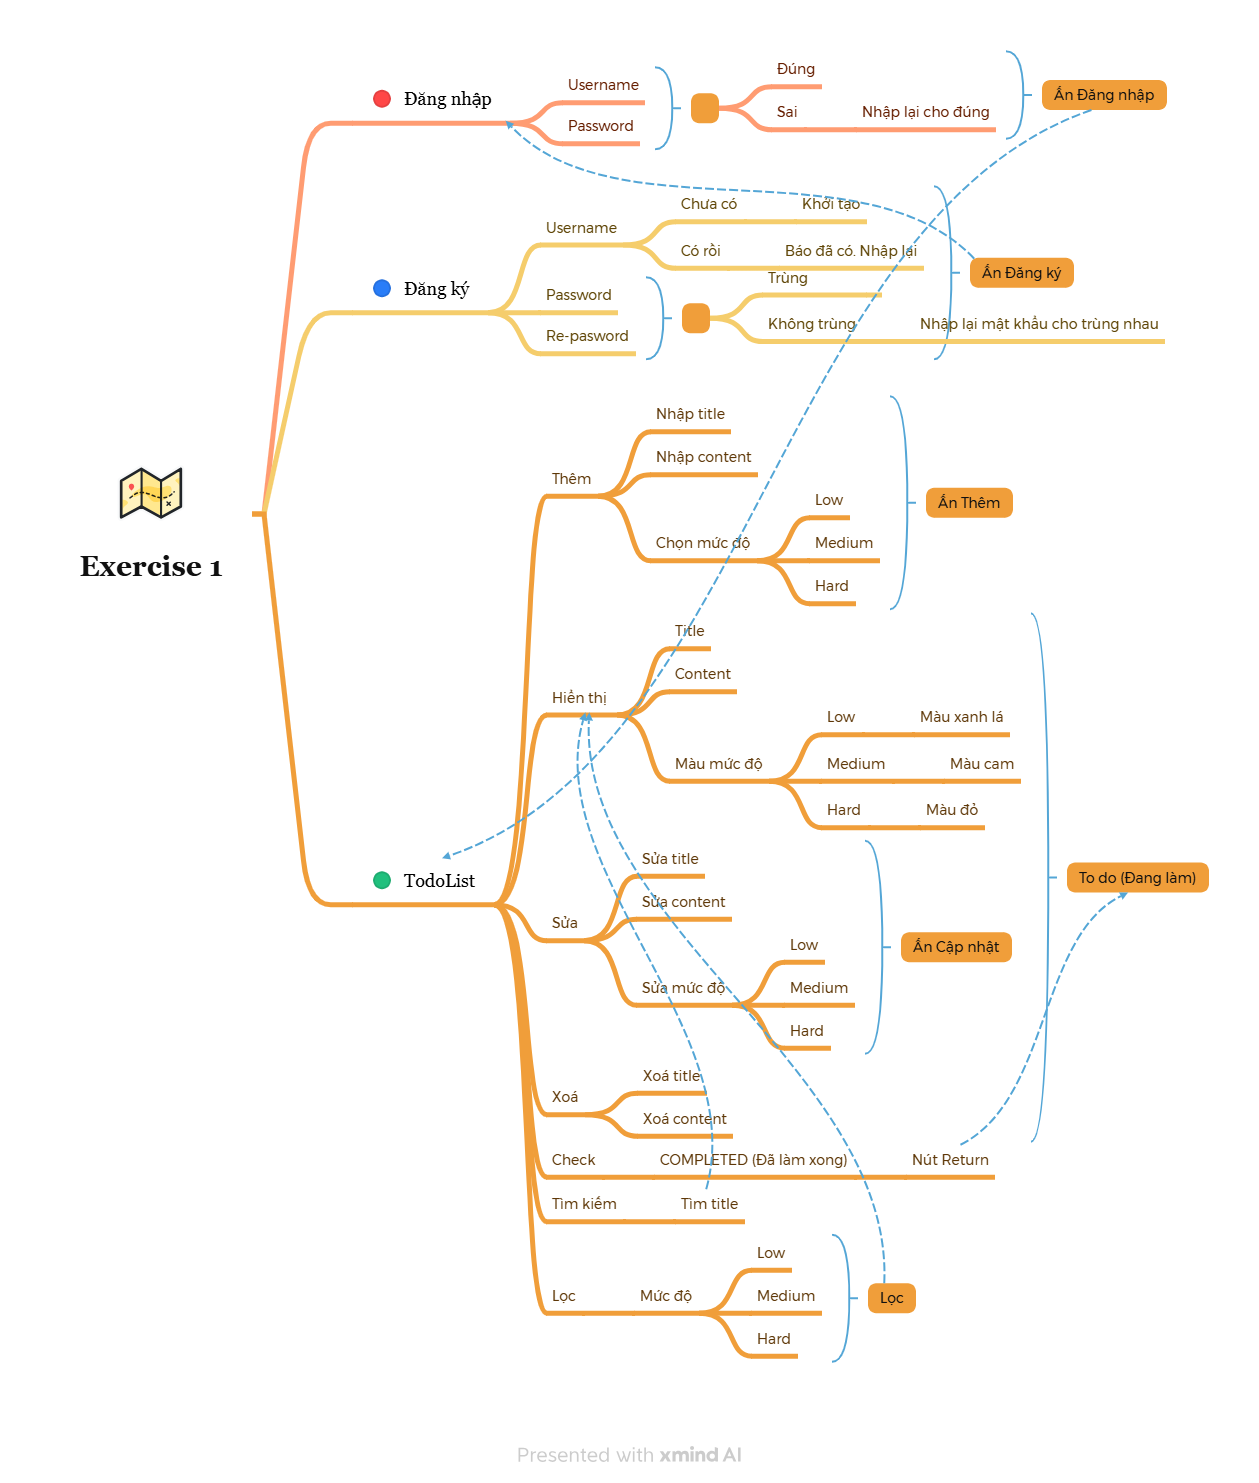 Exercise 1
Đăng nhập
Username
Password
Đúng
Sai
Nhập lại cho đúng
Ấn Đăng nhập
Đăng ký
Username
Chưa có
Khởi tạo
Có rồi
Báo đã có. Nhập lại
Password
Re-pasword
Trùng
Không trùng
Nhập lại mật khẩu cho trùng nhau
Ấn Đăng ký
TodoList
Thêm
Nhập title
Nhập content
Chọn mức độ
Low
Medium
Hard
Ấn Thêm
Hiển thị
Title
Content
Màu mức độ
Low
Màu xanh lá
Medium
Màu cam
Hard
Màu đỏ
Sửa
Sửa title
Sửa content
Sửa mức độ
Low
Medium
Hard
Ấn Cập nhật
Xoá
Xoá title
Xoá content
To do (Đang làm)
Check
COMPLETED (Đã làm xong)
Nút Return
Tìm kiếm
Tìm title
Lọc
Mức độ
Low
Medium
Hard
Lọc
Presented with xmind AI